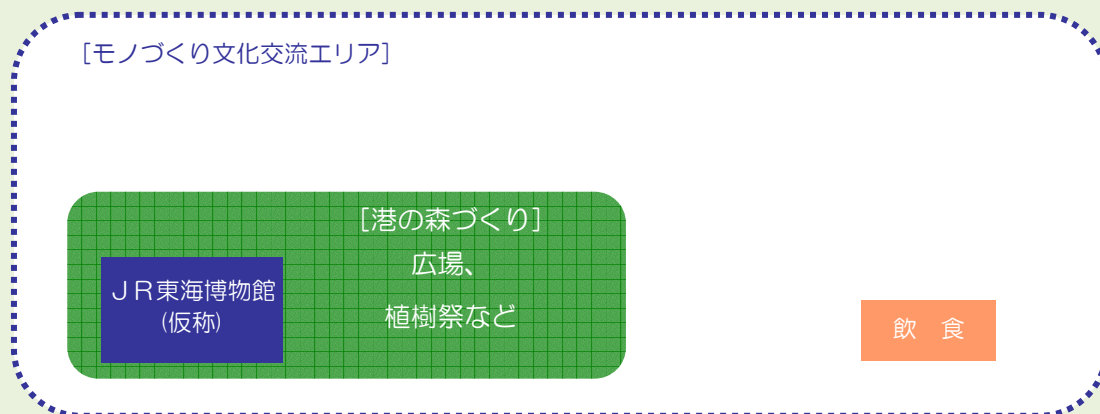 [モノづくり文化交流エリア]
[港の森づくり]
広場、
植樹祭など
ＪＲ東海博物館
(仮称)
飲　食